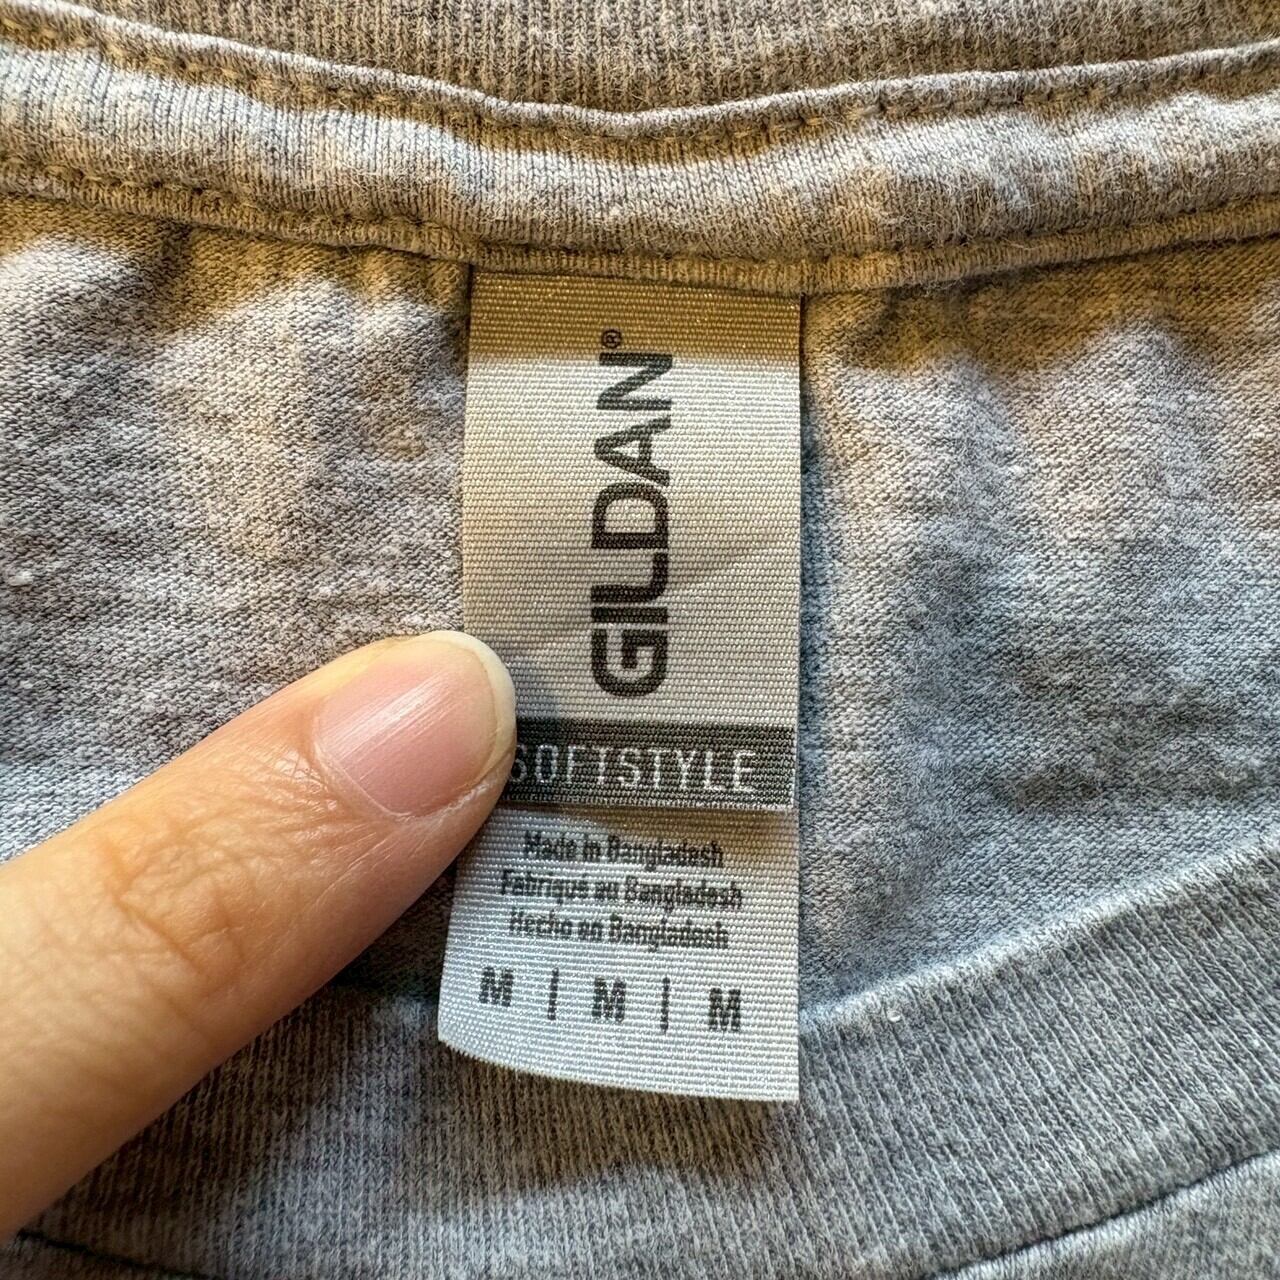 GILDAN®
SOFTSTYLE
Made in Bangladesh
Fabriqué au Bangladesh
Hecho en Bangladesh
M | M | M